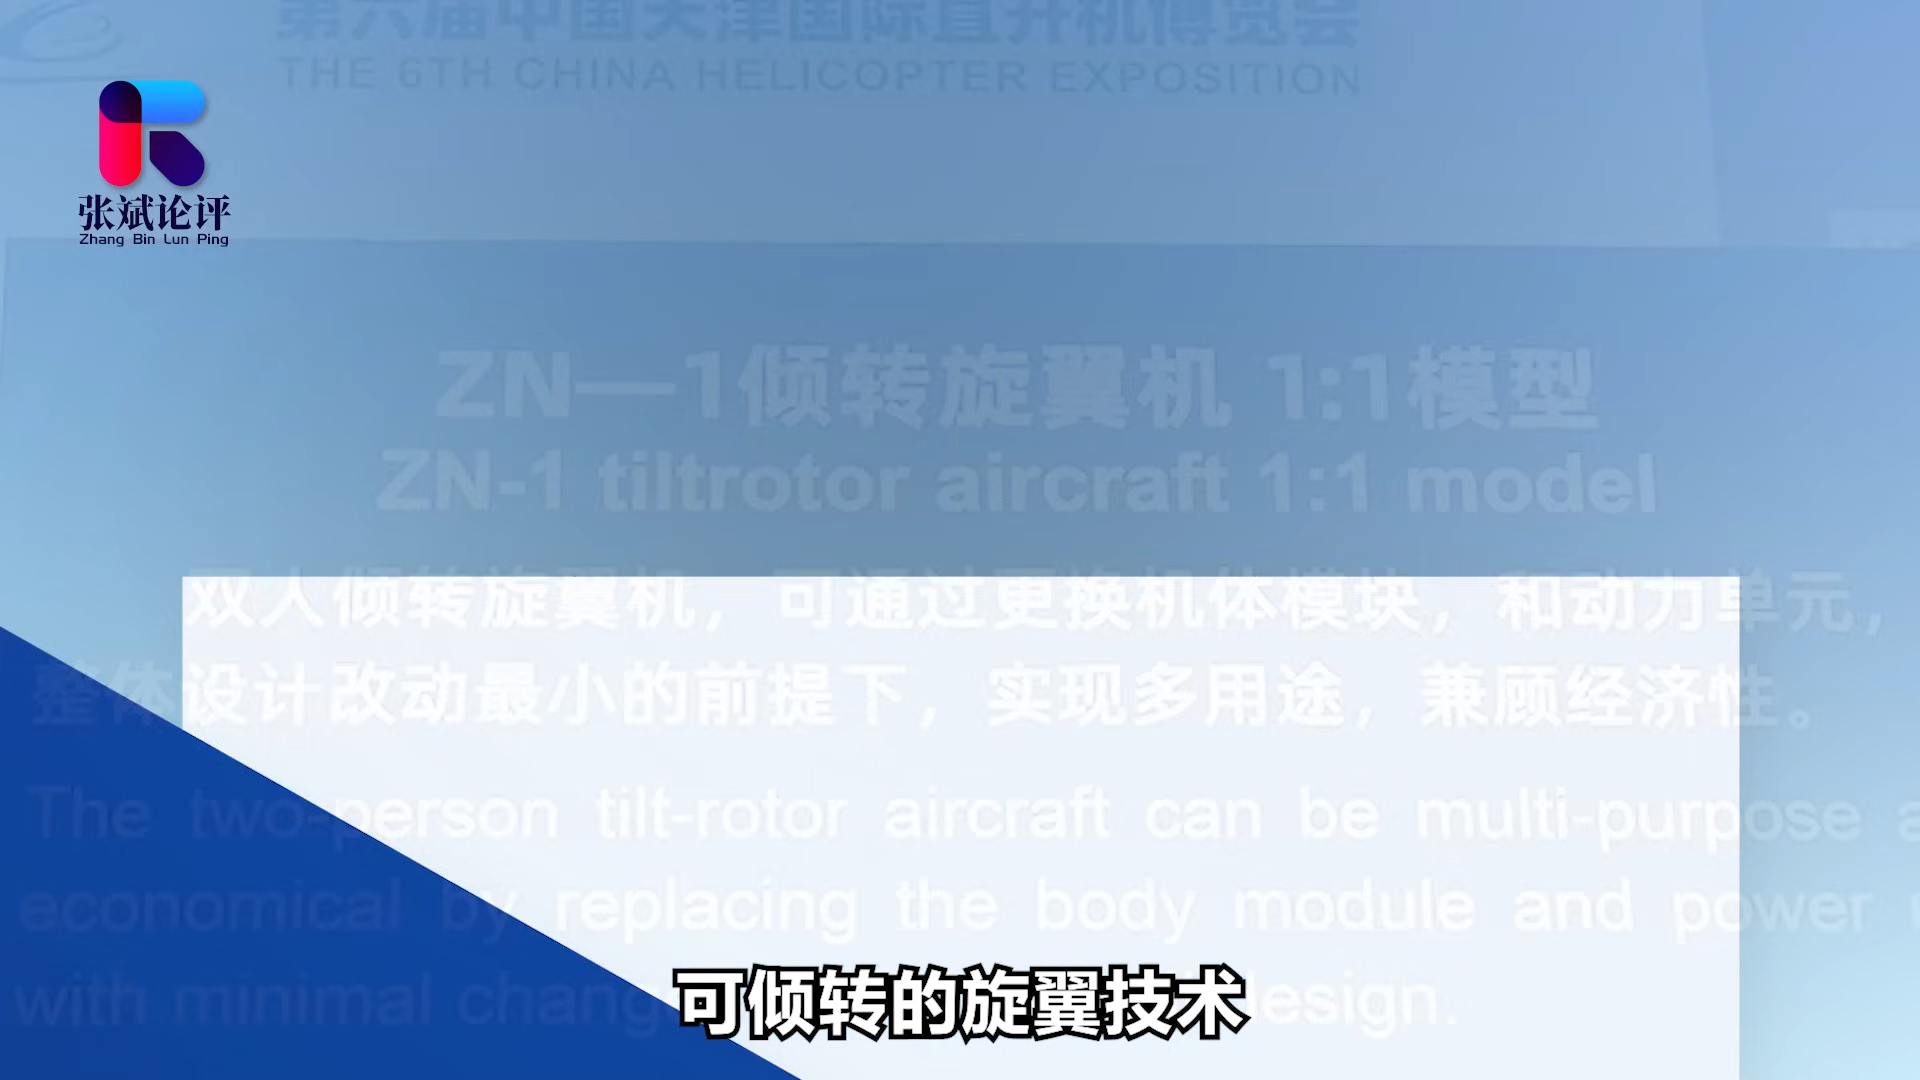 第六届中国天津国际直升机博览会
THE 6TH CHINA HELICOPTER EXPOSITION
张斌论评
Zhang Bin Lun Ping
ZN—1倾转旋翼机 1:1模型
ZN-1 tiltrotor aircraft 1:1 model
双人倾转旋翼机，可通过更换机体模块，和动力单元，
整体设计改动最小的前提下，实现多用途，兼顾经济性。
The two-person tilt-rotor aircraft can be multi-purpose
economical by replacing the body module and power
with minimal design.
可倾转的旋翼技术